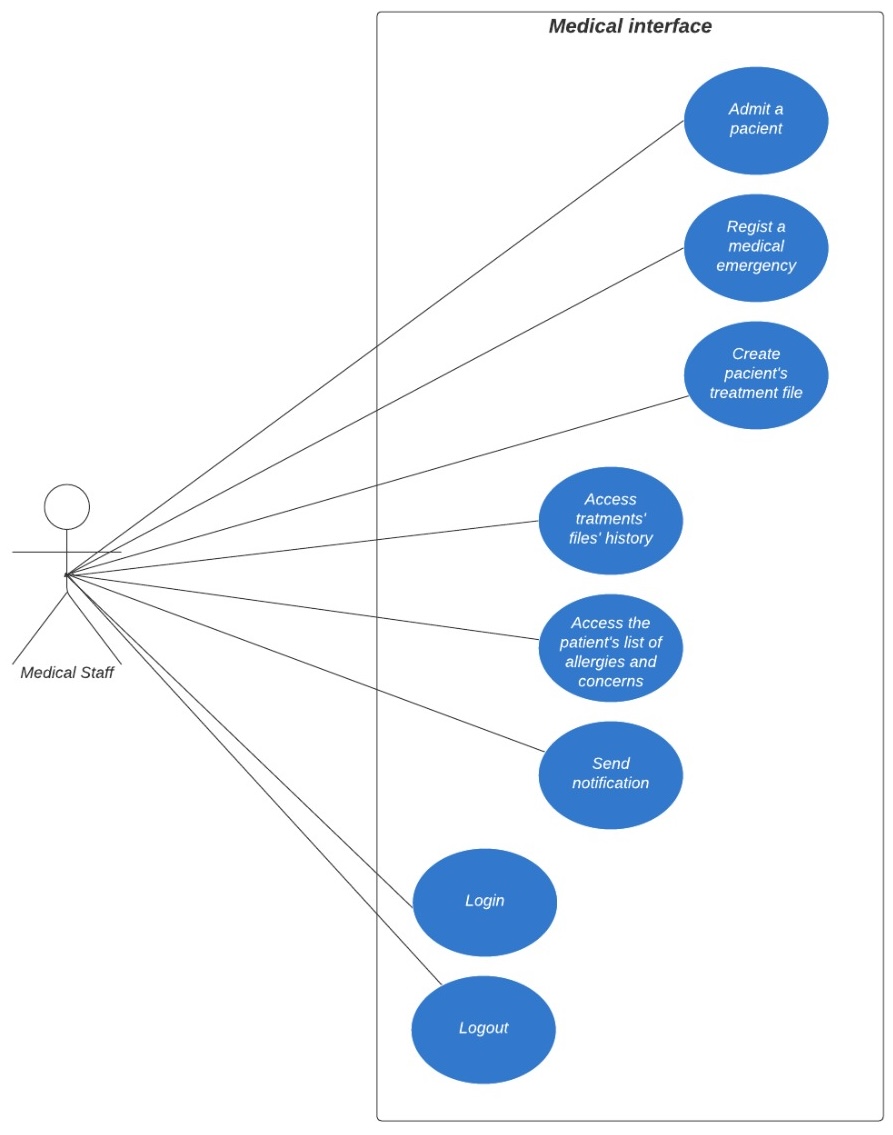 Medical interface
Admit a
pacient
Regist a
medical
emergency
Create
pacient's
treatment file
Access
tratments'
files' history
Access the
patient's list of
allergies and
concerns
Medical Staff
Send
notification
Login
Logout